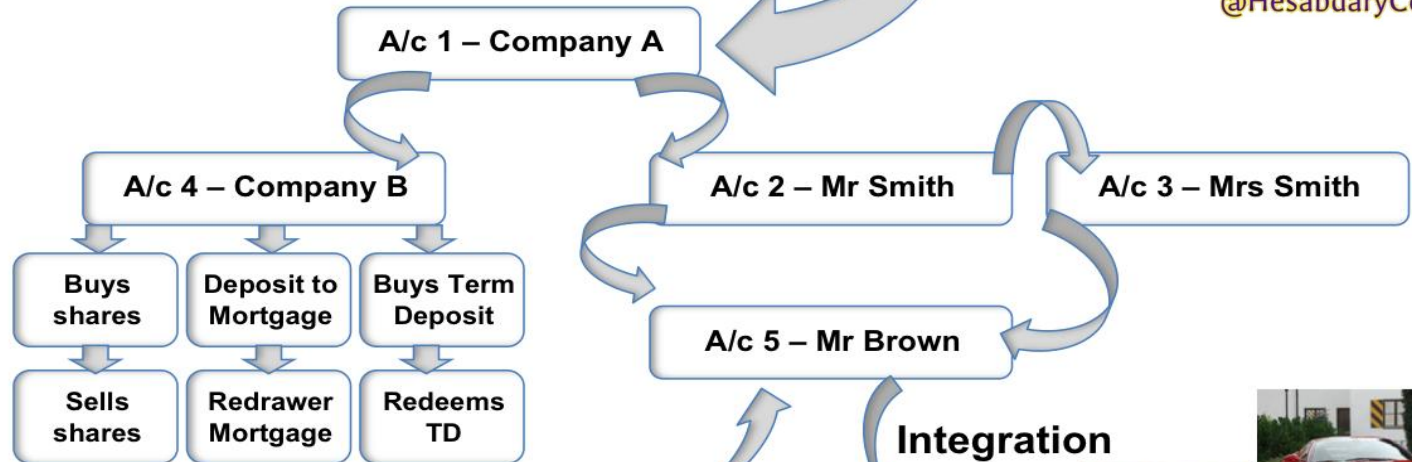 A/c 1 – Company A
A/c 4 – Company B
A/c 2 – Mr Smith
A/c 3 – Mrs Smith
Buys
shares
Deposit to
Mortgage
Buys Term
Deposit
A/c 5 – Mr Brown
Sells
shares
Redrawer
Mortgage
Redeems
TD
Integration